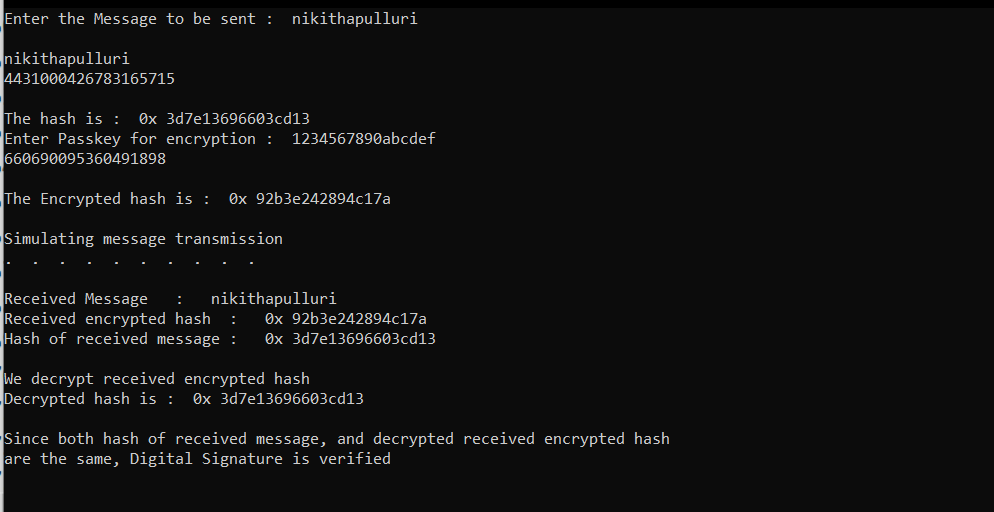 Enter the Message to be sent :  nikithapulluri
nikithapulluri
4431000426783165715
The hash is :  0x 3d7e13696603cd13
Enter Passkey for encryption :  1234567890abcdef
660690095360491898
The Encrypted hash is :  0x 92b3e242894c17a
Simulating message transmission
.  .  .  .  .  .  .  .  .  .
Received Message   :   nikithapulluri
Received encrypted hash  :   0x 92b3e242894c17a
Hash of received message :   0x 3d7e13696603cd13
We decrypt received encrypted hash
Decrypted hash is :  0x 3d7e13696603cd13
Since both hash of received message, and decrypted received encrypted hash
are the same, Digital Signature is verified